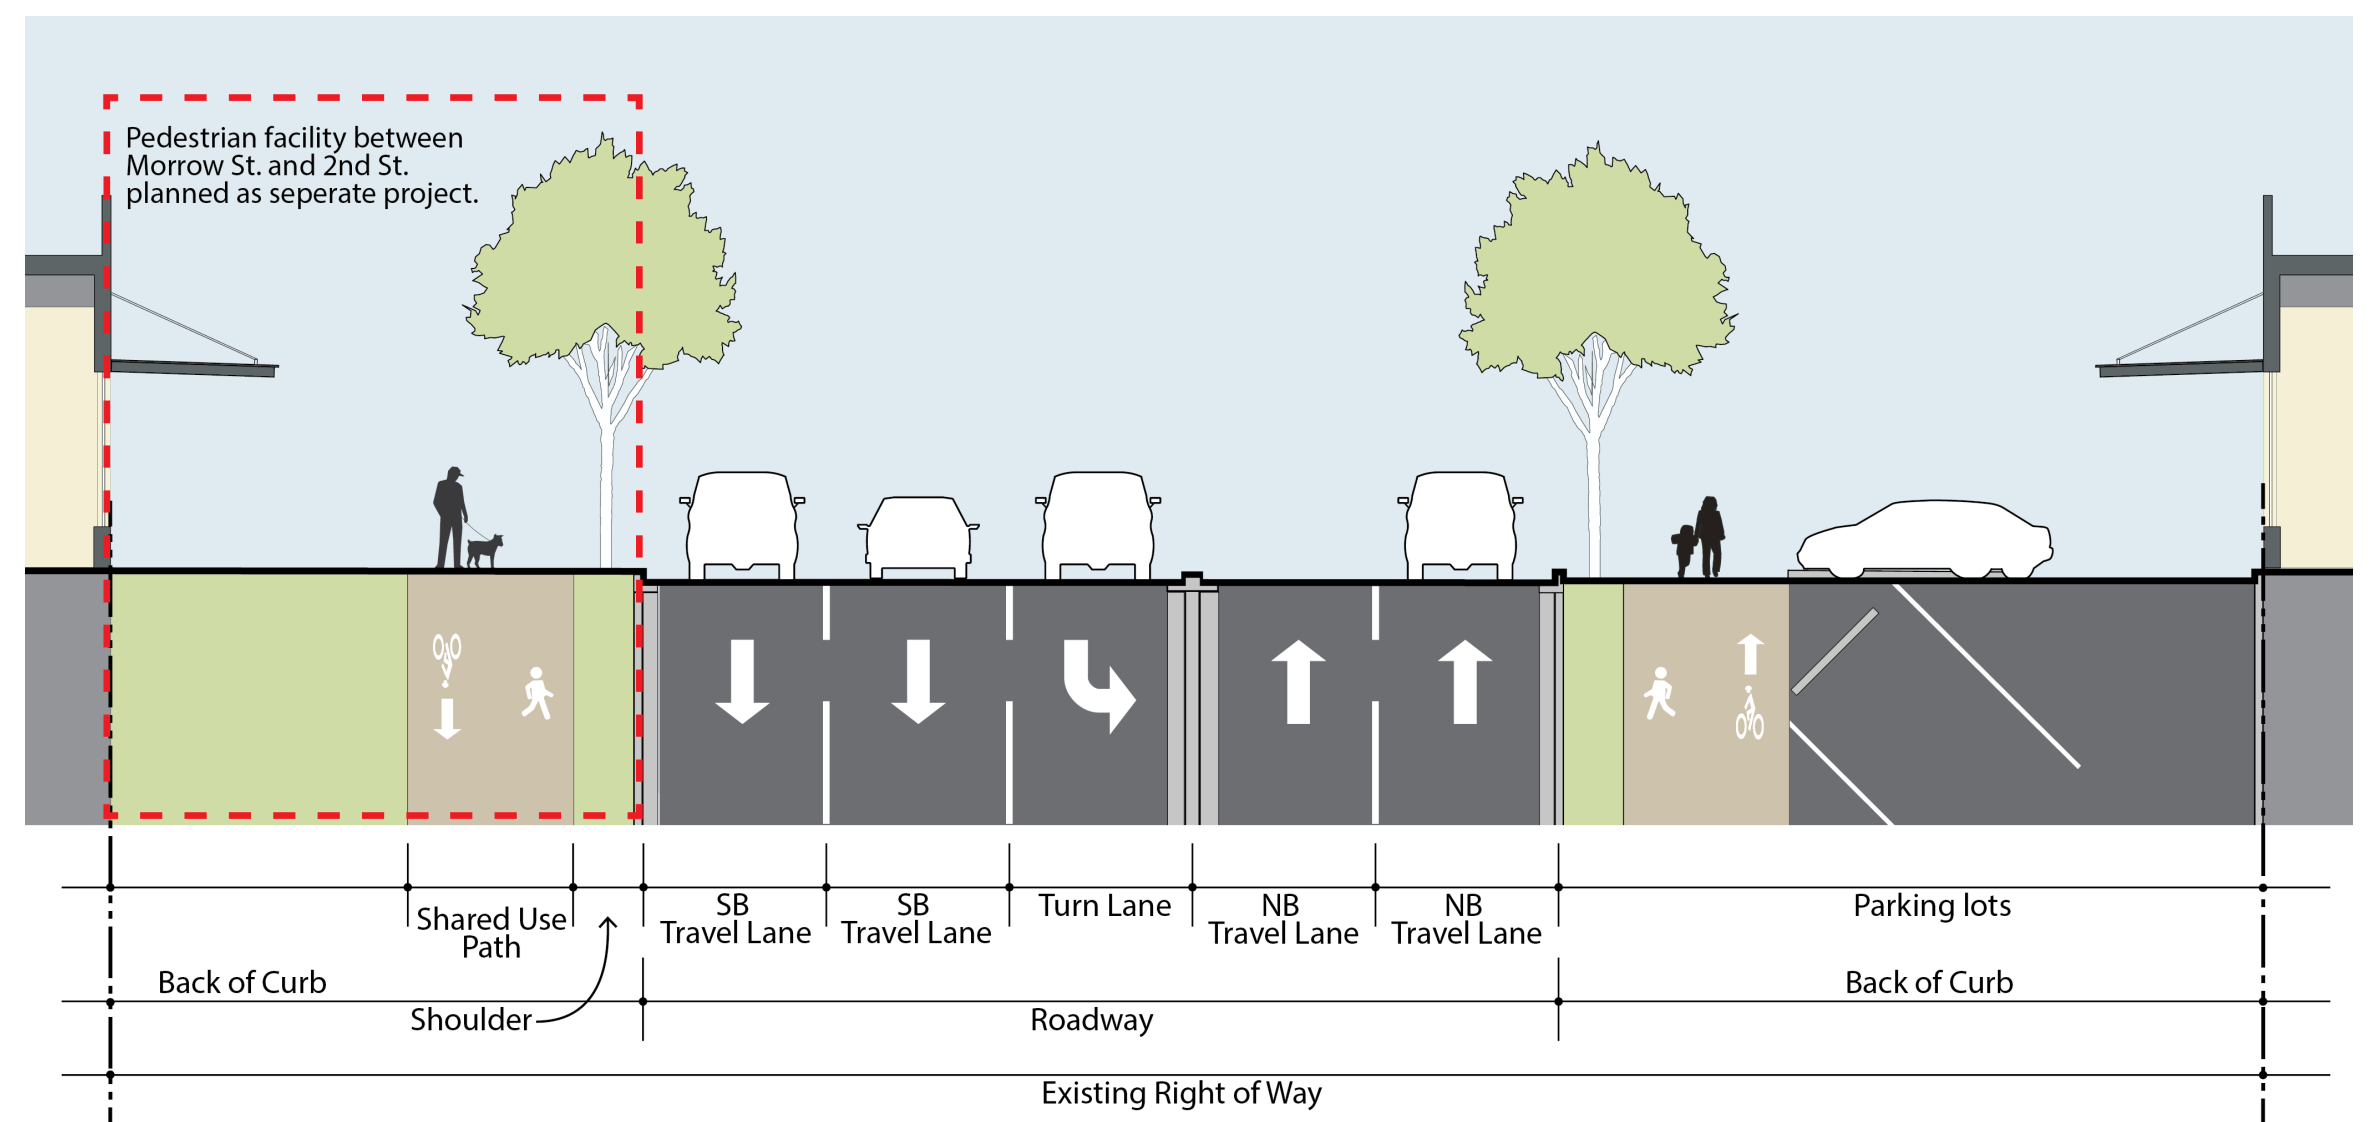 Pedestrian facility between
Morrow St. and 2nd St.
planned as seperate project.
Shared Use
Path
SB
Travel Lane
SB
Travel Lane
Turn Lane
NB
Travel Lane
NB
Travel Lane
Parking lots
Back of Curb
Shoulder
Roadway
Back of Curb
Existing Right of Way